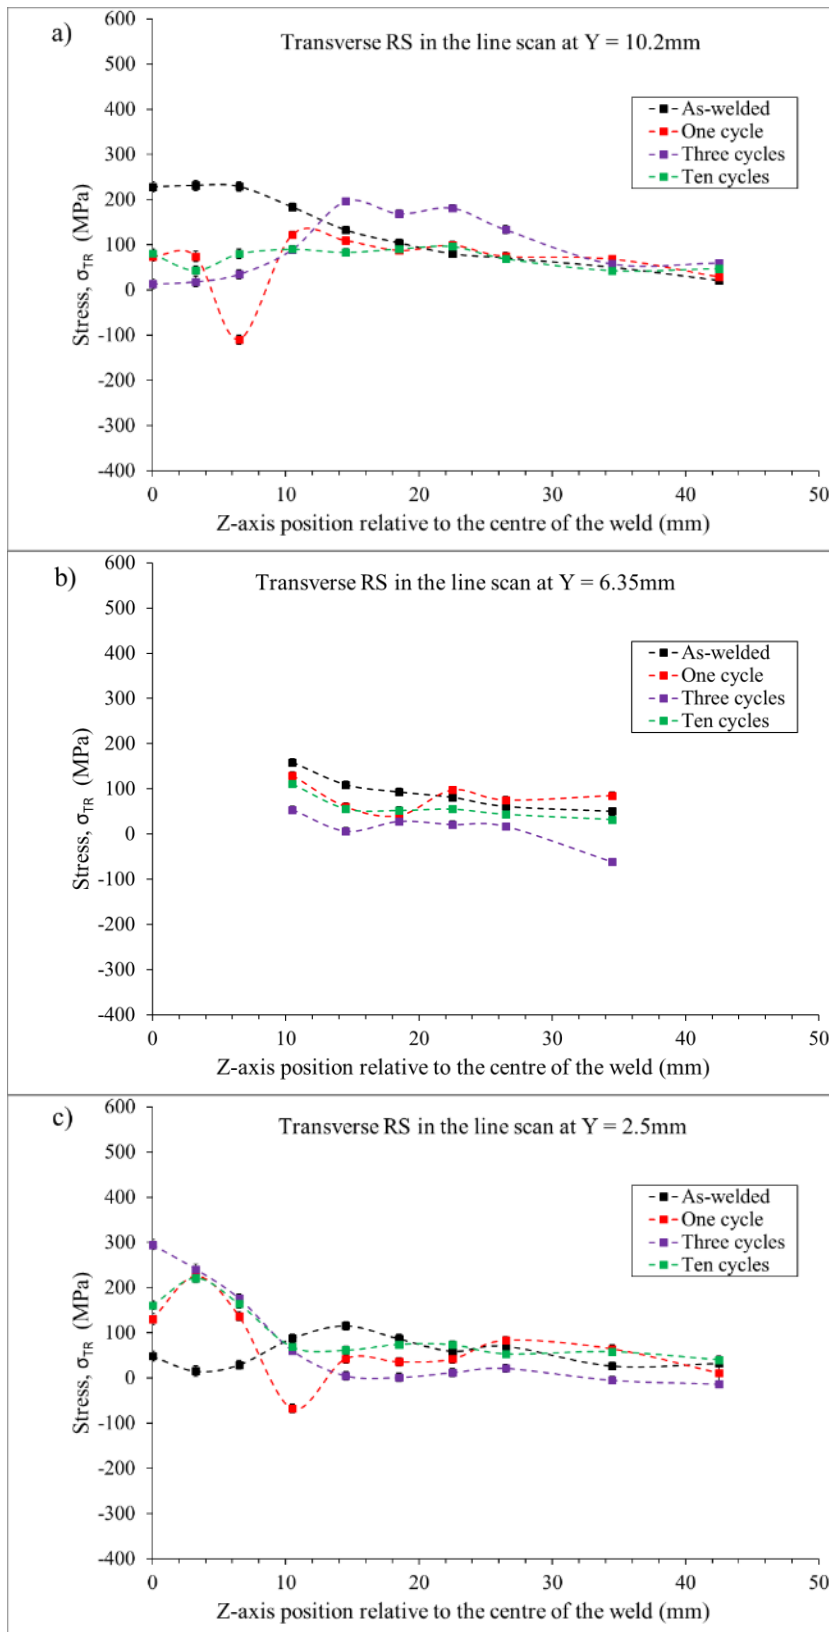 a)
Transverse RS in the line scan at Y = 10.2mm
600
500
400
300
200
100
0
-100
-200
-300
-400
Stress, σTR (MPa)
As-welded
One cycle
Three cycles
Ten cycles
0 10 20 30 40 50
Z-axis position relative to the centre of the weld (mm)
b)
Transverse RS in the line scan at Y = 6.35mm
600
500
400
300
200
100
0
-100
-200
-300
-400
Stress, σTR (MPa)
As-welded
One cycle
Three cycles
Ten cycles
0 10 20 30 40 50
Z-axis position relative to the centre of the weld (mm)
c)
Transverse RS in the line scan at Y = 2.5mm
600
500
400
300
200
100
0
-100
-200
-300
-400
Stress, σTR (MPa)
As-welded
One cycle
Three cycles
Ten cycles
0 10 20 30 40 50
Z-axis position relative to the centre of the weld (mm)